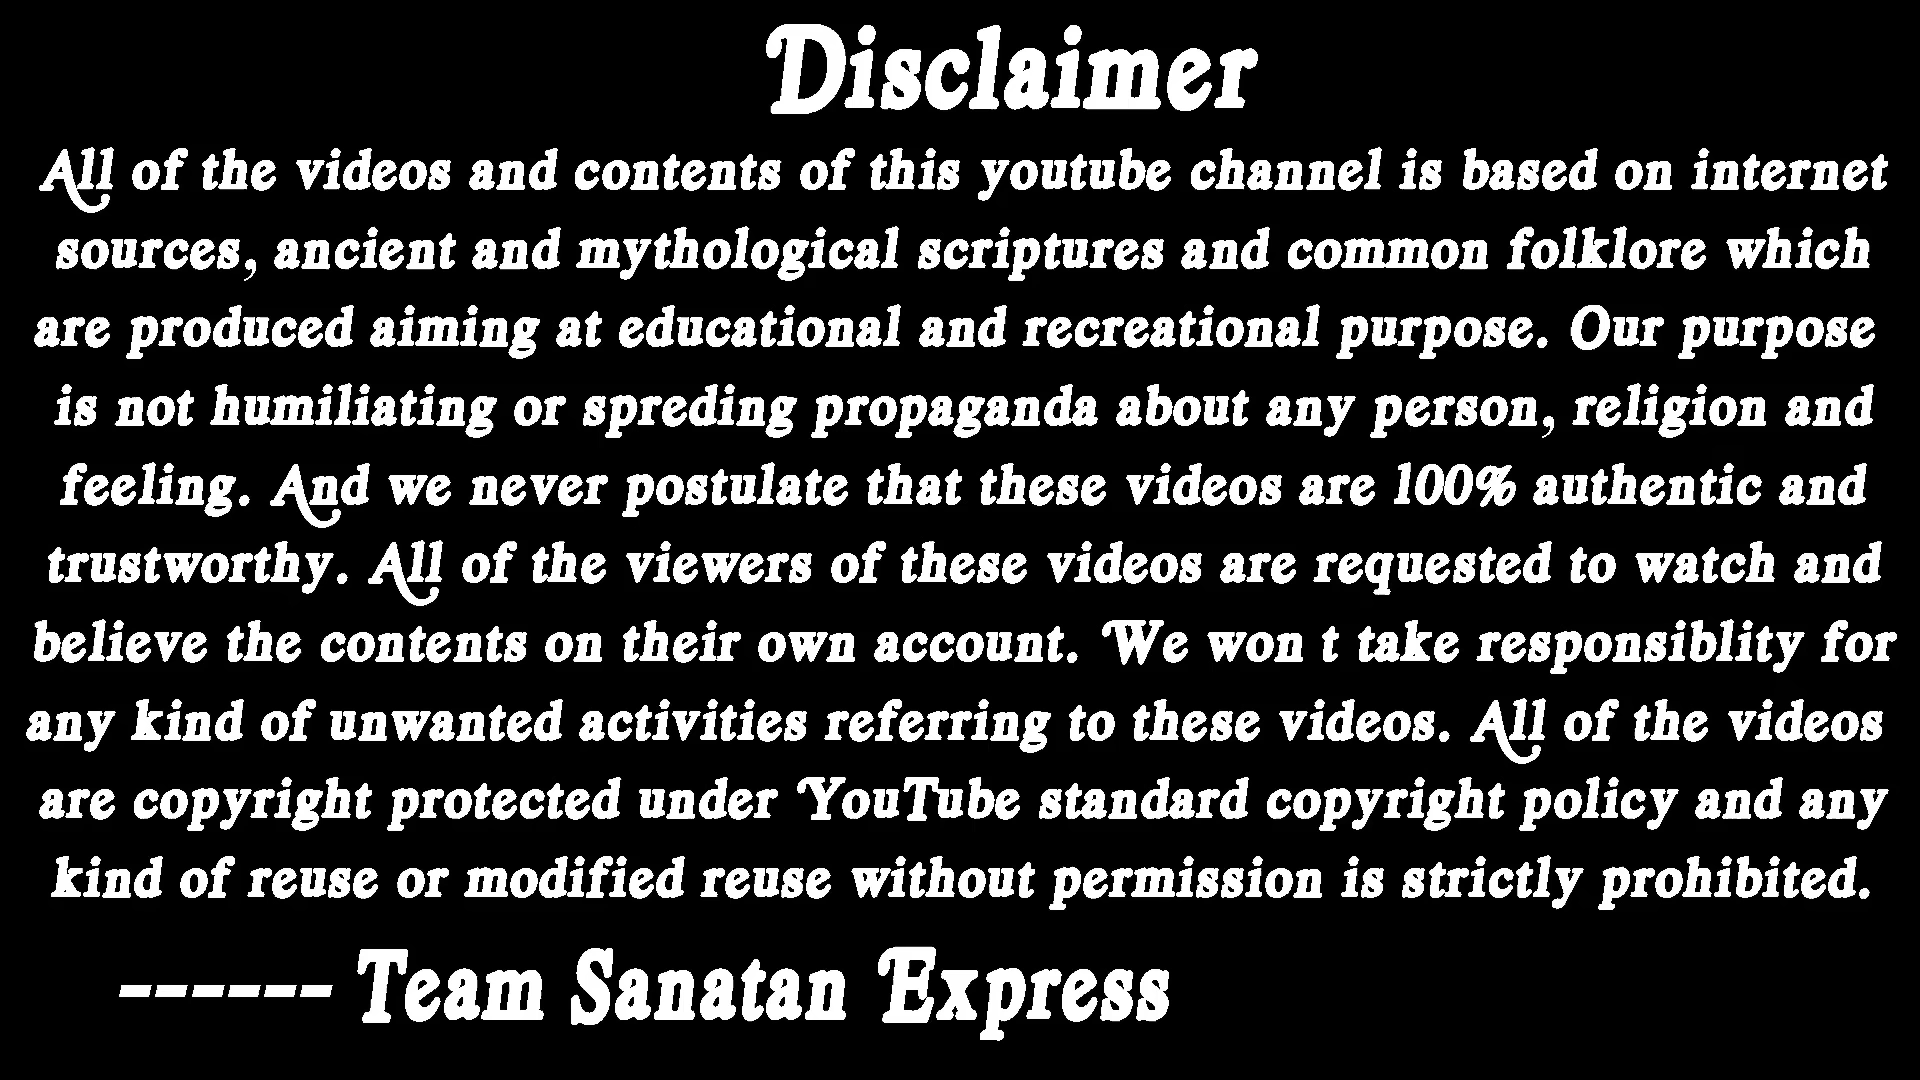 Disclaimer
All of the videos and contents of this youtube channel is based on internet
sources, ancient and mythological scriptures and common folklore which
are produced aiming at educational and recreational purpose. Our purpose
is not humiliating or spreding propaganda about any person, religion and
feeling. And we never postulate that these videos are 100% authentic and
trustworthy. All of the viewers of these videos are requested to watch and
believe the contents on their own account. We won t take responsiblity for
any kind of unwanted activities referring to these videos. All of the videos
are copyright protected under YouTube standard copyright policy and any
kind of reuse or modified reuse without permission is strictly prohibited.
------ Team Sanatan Express